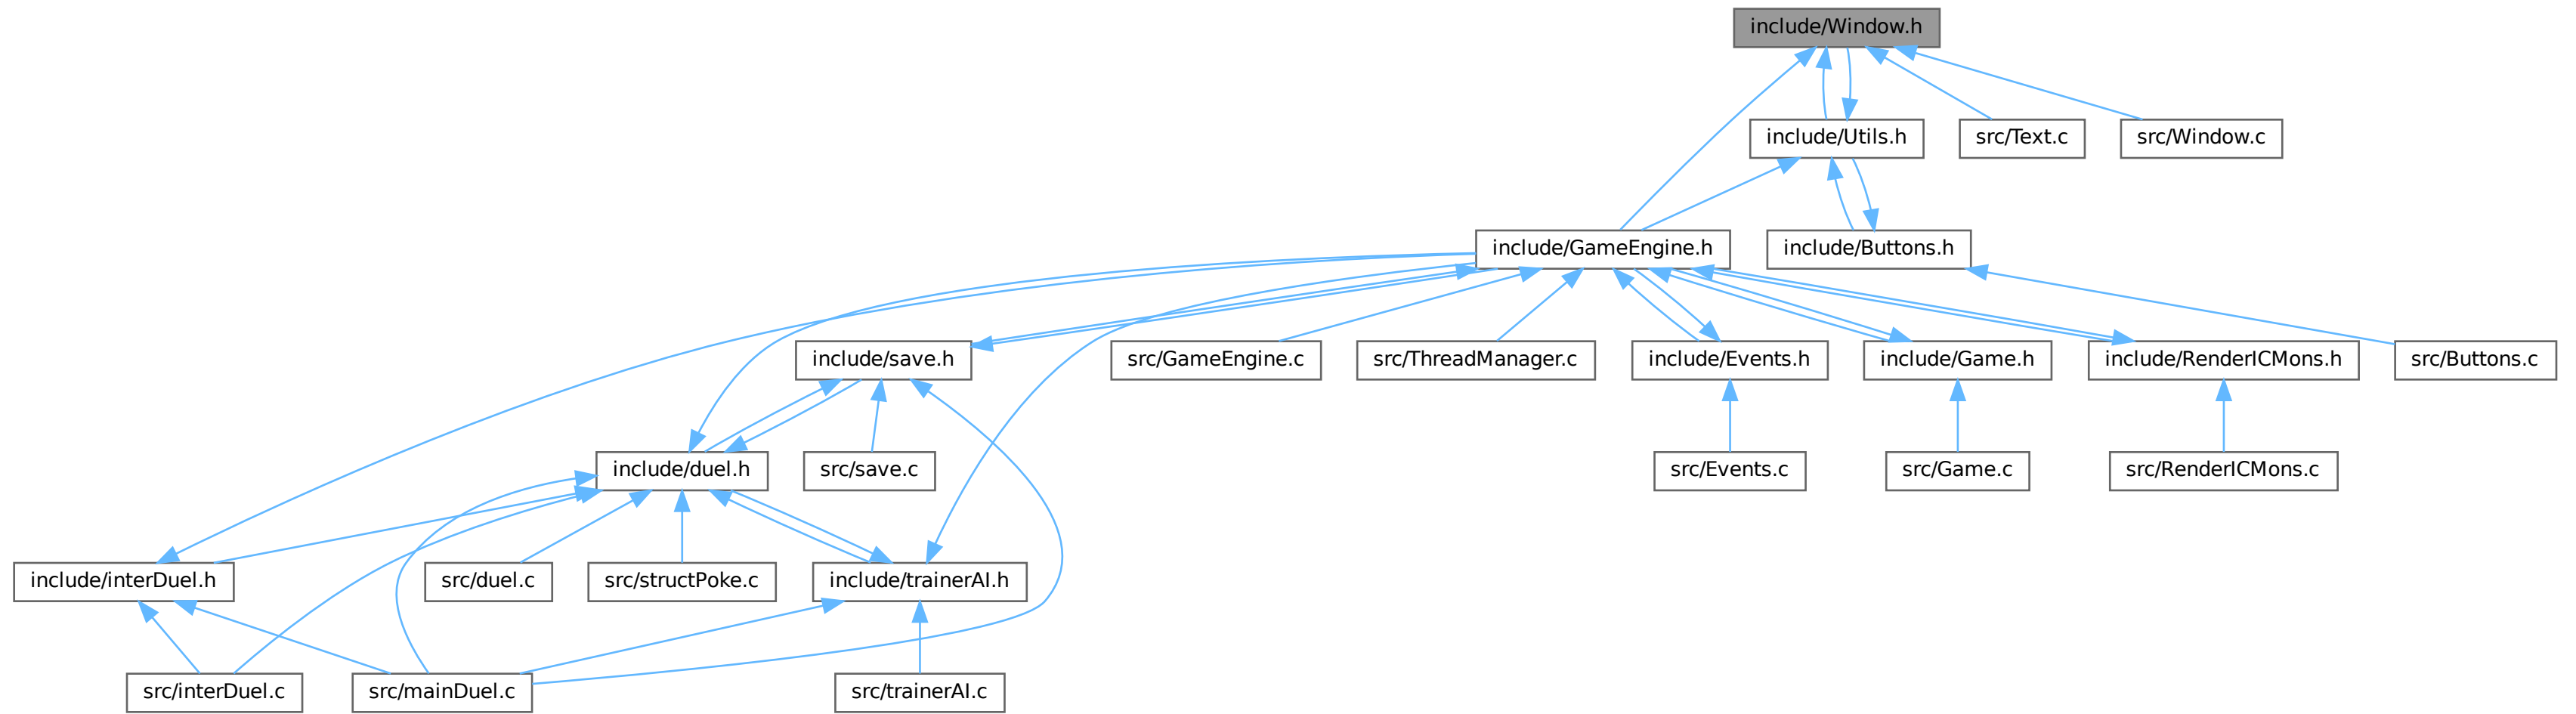 include/Window.h
include/Utils.h
src/Text.c
src/Window.c
include/GameEngine.h
include/Buttons.h
include/save.h
src/GameEngine.c
src/ThreadManager.c
include/Events.h
include/Game.h
include/RenderICMons.h
src/Buttons.c
include/duel.h
src/save.c
src/Events.c
src/Game.c
src/RenderICMons.c
include/interDuel.h
src/duel.c
src/structPoke.c
include/trainerAI.h
src/interDuel.c
src/mainDuel.c
src/trainerAI.c